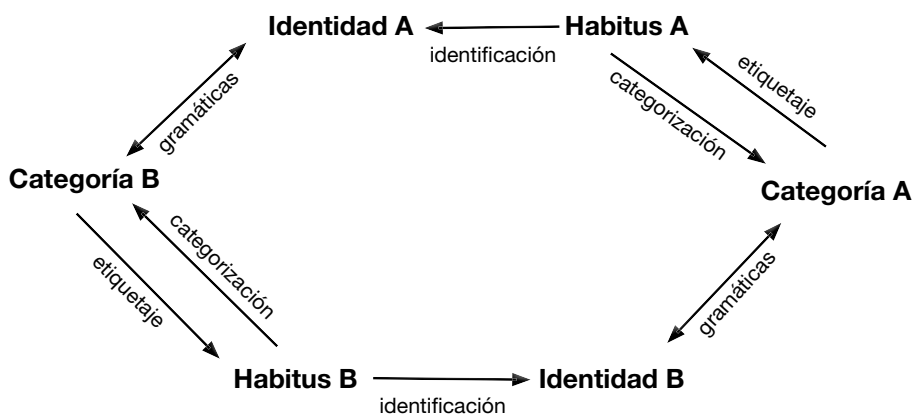 Identidad A
Habitus A
identificación
etiquetaje
categorización
gramáticas
Categoría B
Categoría A
categorización
etiquetaje
gramáticas
Habitus B
Identidad B
identificación